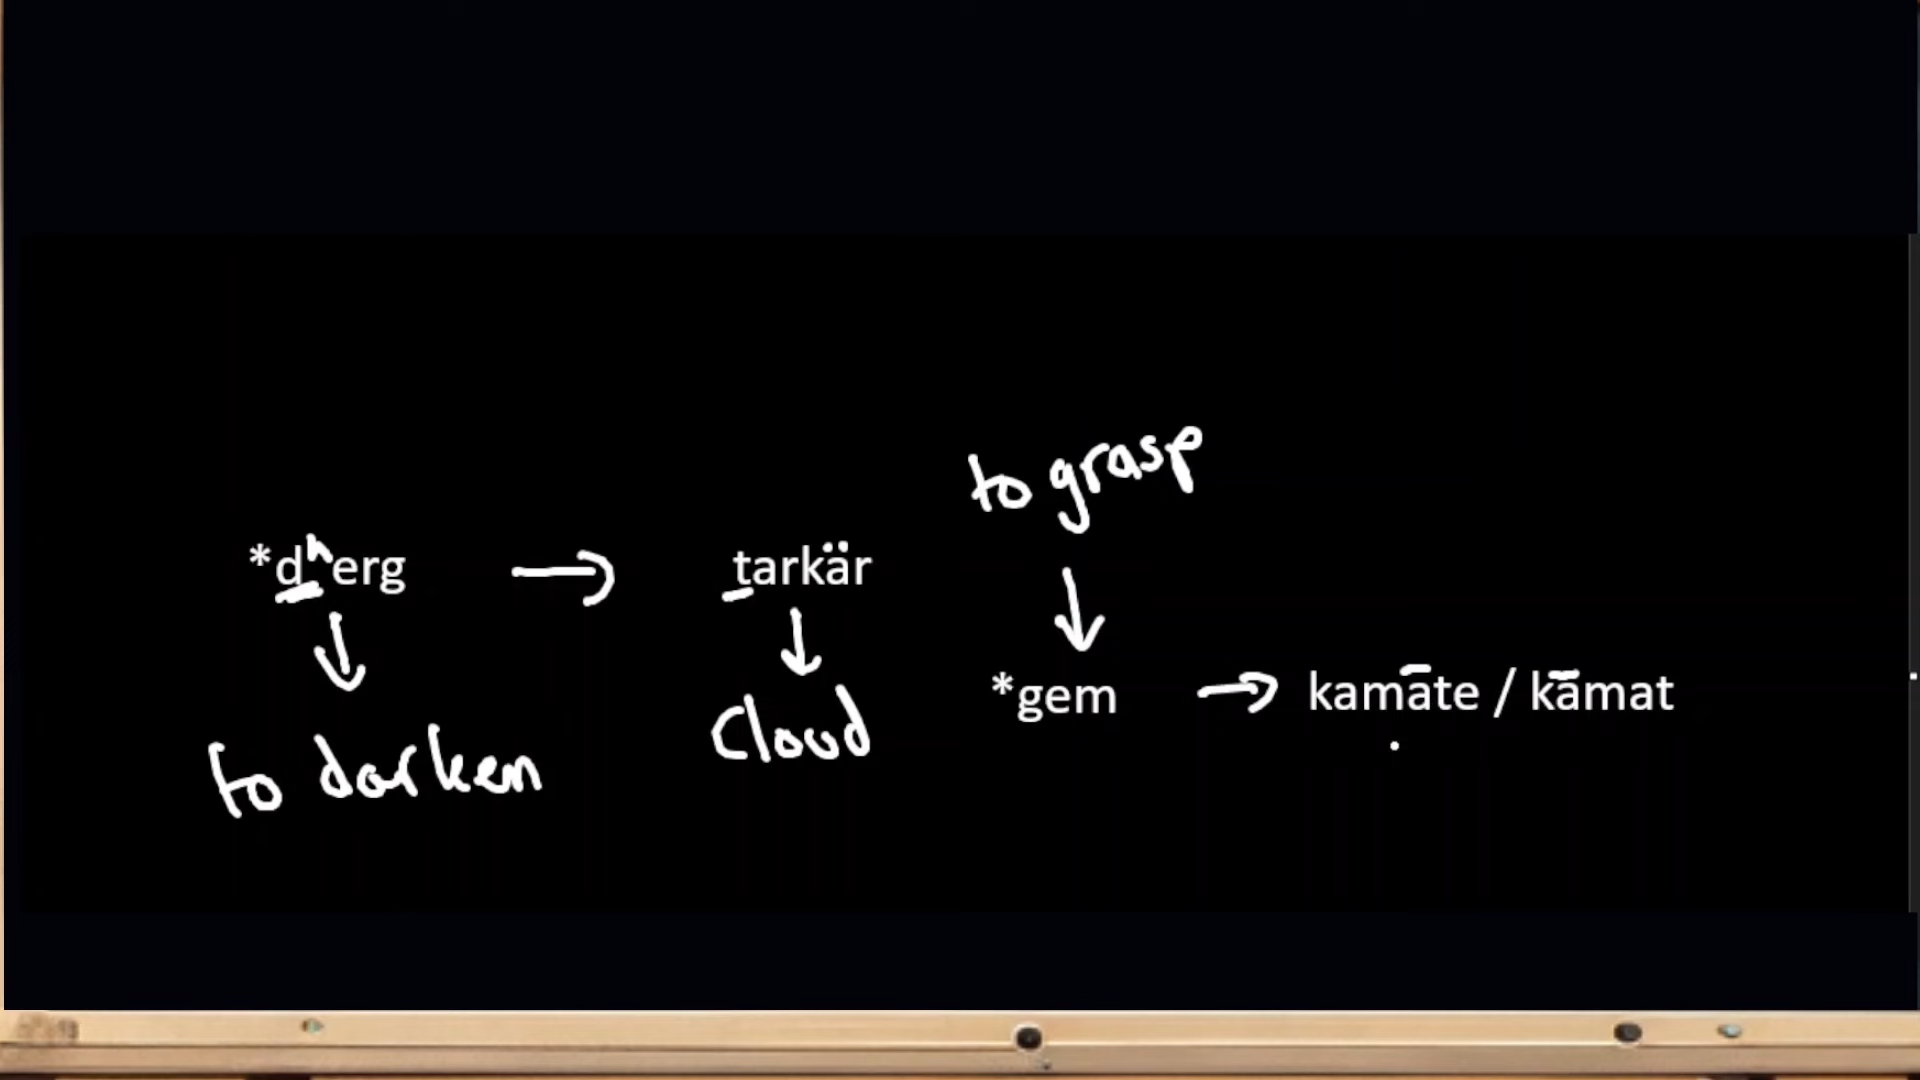 to grasp
*dʰerg → tarkär
*gem → kamāte / kāmat
to darken
cloud